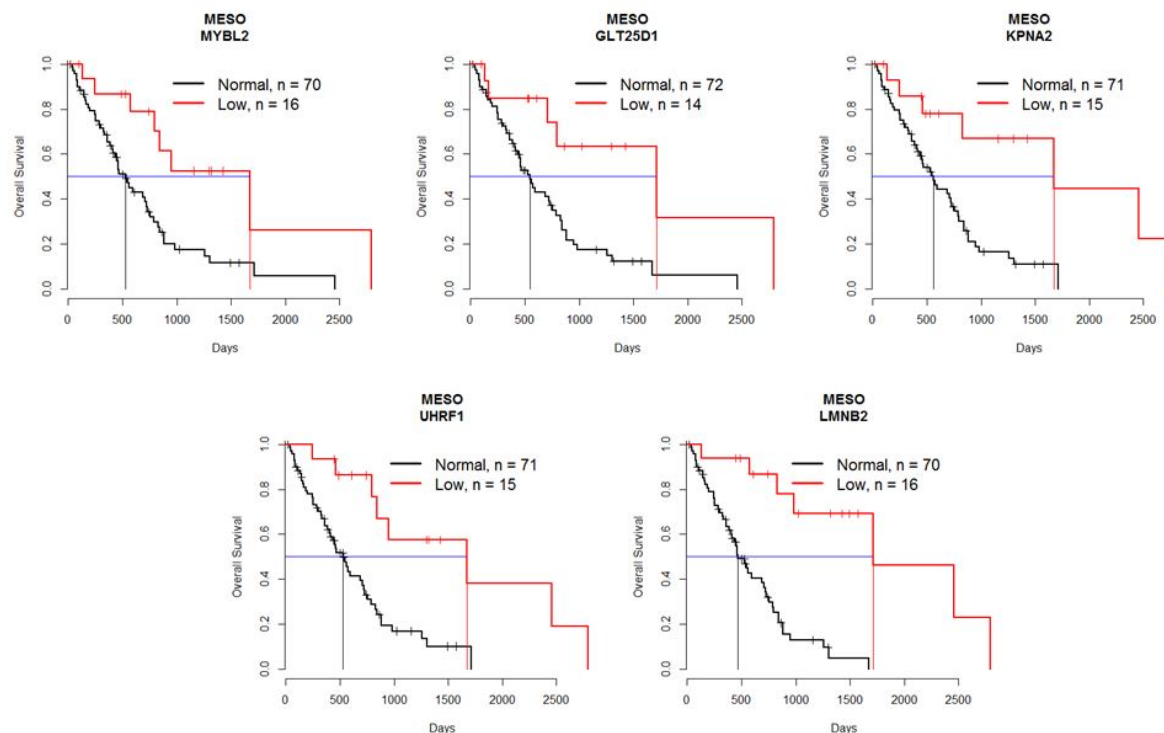 MESO
MYBL2
Normal, n = 70
Low, n = 16
Overall Survival
0.0 0.2 0.4 0.6 0.8 1.0
0 500 1000 1500 2000 2500
Days
MESO
GLT25D1
Normal, n = 72
Low, n = 14
Overall Survival
0.0 0.2 0.4 0.6 0.8 1.0
0 500 1000 1500 2000 2500
Days
MESO
KPNA2
Normal, n = 71
Low, n = 15
Overall Survival
0.0 0.2 0.4 0.6 0.8 1.0
0 500 1000 1500 2000 2500
Days
MESO
UHRF1
Normal, n = 71
Low, n = 15
Overall Survival
0.0 0.2 0.4 0.6 0.8 1.0
0 500 1000 1500 2000 2500
Days
MESO
LMNB2
Normal, n = 70
Low, n = 16
Overall Survival
0.0 0.2 0.4 0.6 0.8 1.0
0 500 1000 1500 2000 2500
Days